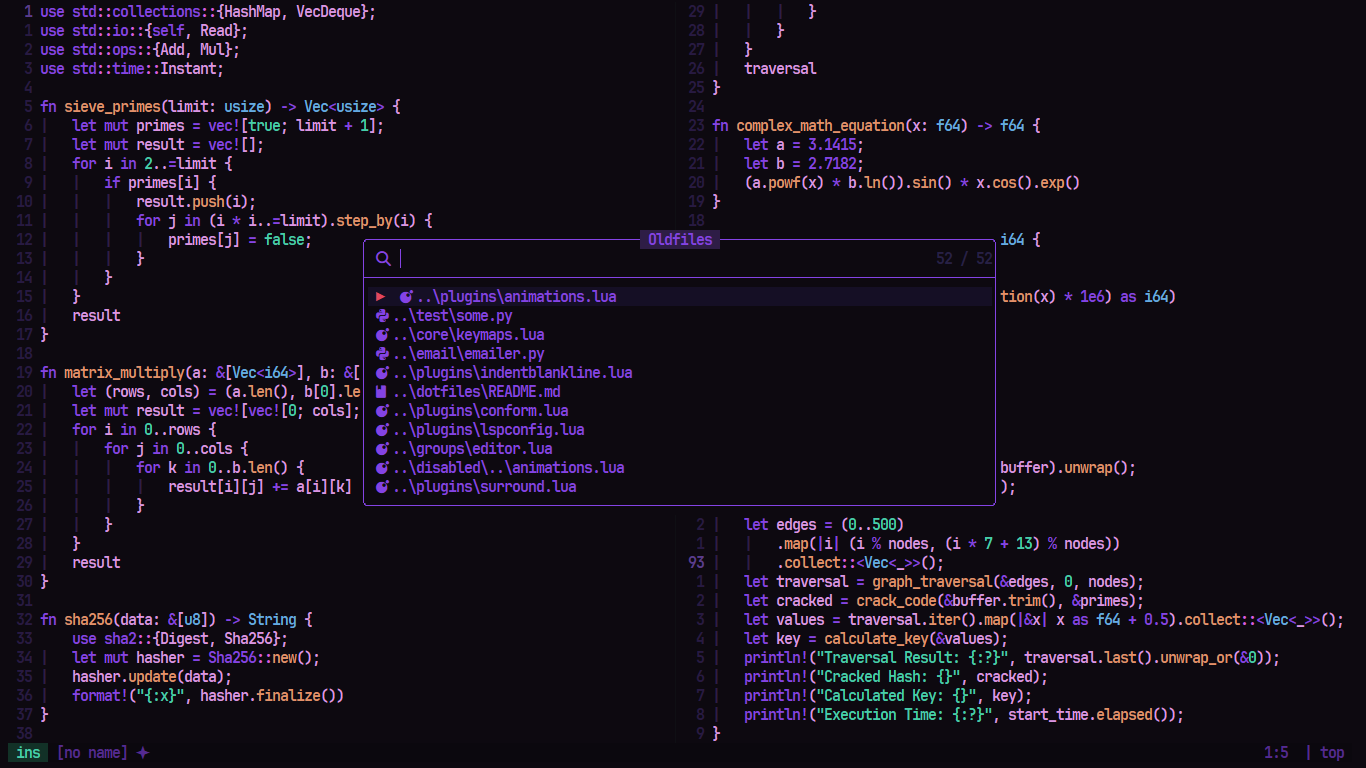 1 use std::collections::{HashMap, VecDeque};
1 use std::io::{self, Read};
2 use std::ops::{Add, Mul};
3 use std::time::Instant;
4
5 fn sieve_primes(limit: usize) -> Vec<usize> {
6 let mut primes = vec![true; limit + 1];
7 let mut result = vec![];
8 for i in 2..=limit {
9 if primes[i] {
10 result.push(i);
11 for j in (i * i..=limit).step_by(i) {
12 primes[j] = false;
13 }
14 }
15 }
16 result
17 }
18
19 fn matrix_multiply(a: &[Vec<i64>], b: &[
20 let (rows, cols) = (a.len(), b[0].le
21 let mut result = vec![vec![0; cols];
22 for i in 0..rows {
23 for j in 0..cols {
24 for k in 0..b.len() {
25 result[i][j] += a[i][k]
26 }
27 }
28 }
29 result
30 }
31
32 fn sha256(data: &[u8]) -> String {
33 use sha2::{Digest, Sha256};
34 let mut hasher = Sha256::new();
35 hasher.update(data);
36 format!("{:x}", hasher.finalize())
37 }
38
29 }
28 }
27 }
26 traversal
25 }
24
23 fn complex_math_equation(x: f64) -> f64 {
22 let a = 3.1415;
21 let b = 2.7182;
20 (a.powf(x) * b.ln()).sin() * x.cos().exp()
19 }
18
i64 {
tion(x) * 1e6) as i64)
buffer).unwrap();
);
2 let edges = (0..500)
1 .map(|i| (i % nodes, (i * 7 + 13) % nodes))
93 .collect::<Vec<_>>();
1 let traversal = graph_traversal(&edges, 0, nodes);
2 let cracked = crack_code(&buffer.trim(), &primes);
3 let values = traversal.iter().map(|&x| x as f64 + 0.5).collect::<Vec<_>>();
4 let key = calculate_key(&values);
5 println!("Traversal Result: {:?}", traversal.last().unwrap_or(&0));
6 println!("Cracked Hash: {}", cracked);
7 println!("Calculated Key: {}", key);
8 println!("Execution Time: {:?}", start_time.elapsed());
9 }
Oldfiles
52 / 52
..\plugins\animations.lua
..\test\some.py
..\core\keymaps.lua
..\email\emailer.py
..\plugins\indentblankline.lua
..\dotfiles\README.md
..\plugins\conform.lua
..\plugins\lspconfig.lua
..\groups\editor.lua
..\disabled\..\animations.lua
..\plugins\surround.lua
ins [no name] 1:5 | top